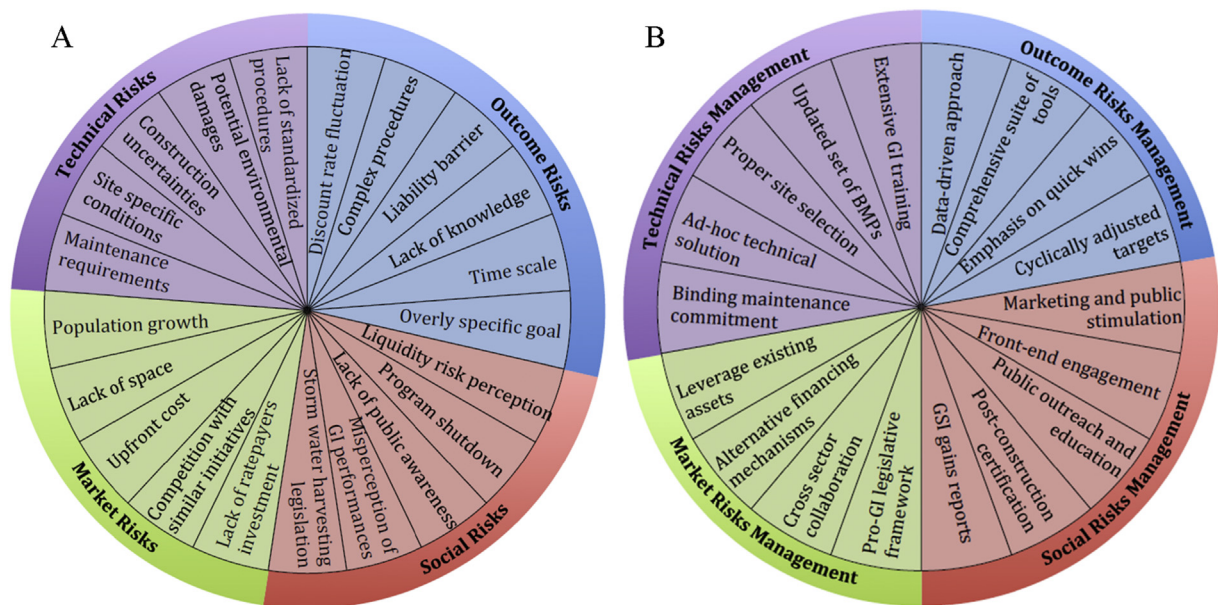 A
Technical Risks
Lack of standardized
procedures
Potential environmental
damages
Construction
uncertainties
Site specific
conditions
Maintenance
requirements
Outcome Risks
Discount rate fluctuation
Complex procedures
Liability barrier
Lack of knowledge
Time scale
Overly specific goal
Social Risks
Liquidity risk perception
Program shutdown
Lack of public awareness
Misperception of
GI performances
Storm water harvesting
legislation
Market Risks
Lack of ratepayers
investment
Competition with
similar initiatives
Upfront cost
Lack of space
Population growth
B
Technical Risks Management
Extensive GI training
Updated set of BMPs
Proper site selection
Ad-hoc technical
solution
Binding maintenance
commitment
Outcome Risks Management
Data-driven approach
Comprehensive suite of
tools
Emphasis on quick wins
Cyclically adjusted
targets
Social Risks Management
Marketing and public
stimulation
Front-end engagement
Public outreach and
education
Post-construction
certification
GSI gains reports
Market Risks Management
Pro-GI legislative
framework
Cross sector
collaboration
Alternative financing
mechanisms
Leverage existing
assets